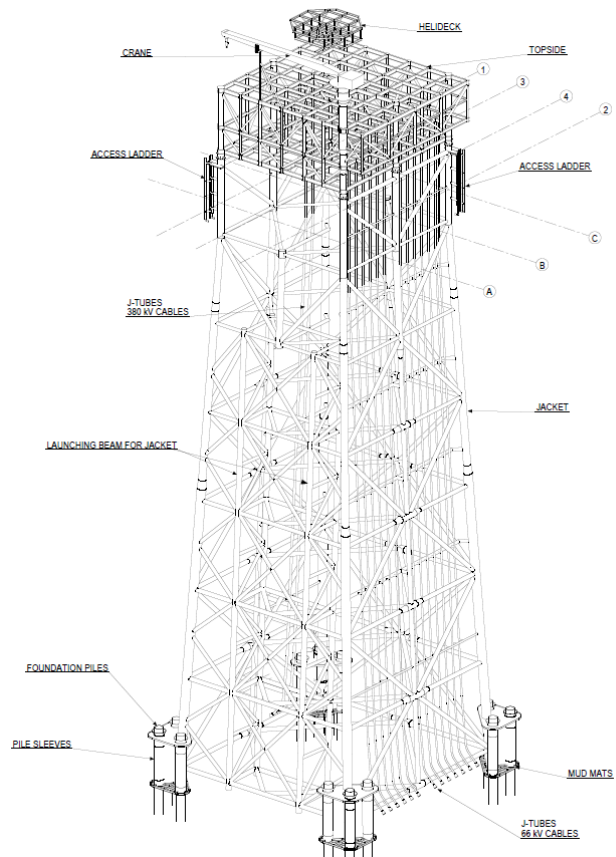 HELIDECK
CRANE
TOPSIDE
1
3
4
2
ACCESS LADDER
ACCESS LADDER
C
B
A
J-TUBES
380 kV CABLES
JACKET
LAUNCHING BEAM FOR JACKET
FOUNDATION PILES
PILE SLEEVES
MUD MATS
J-TUBES
66 kV CABLES